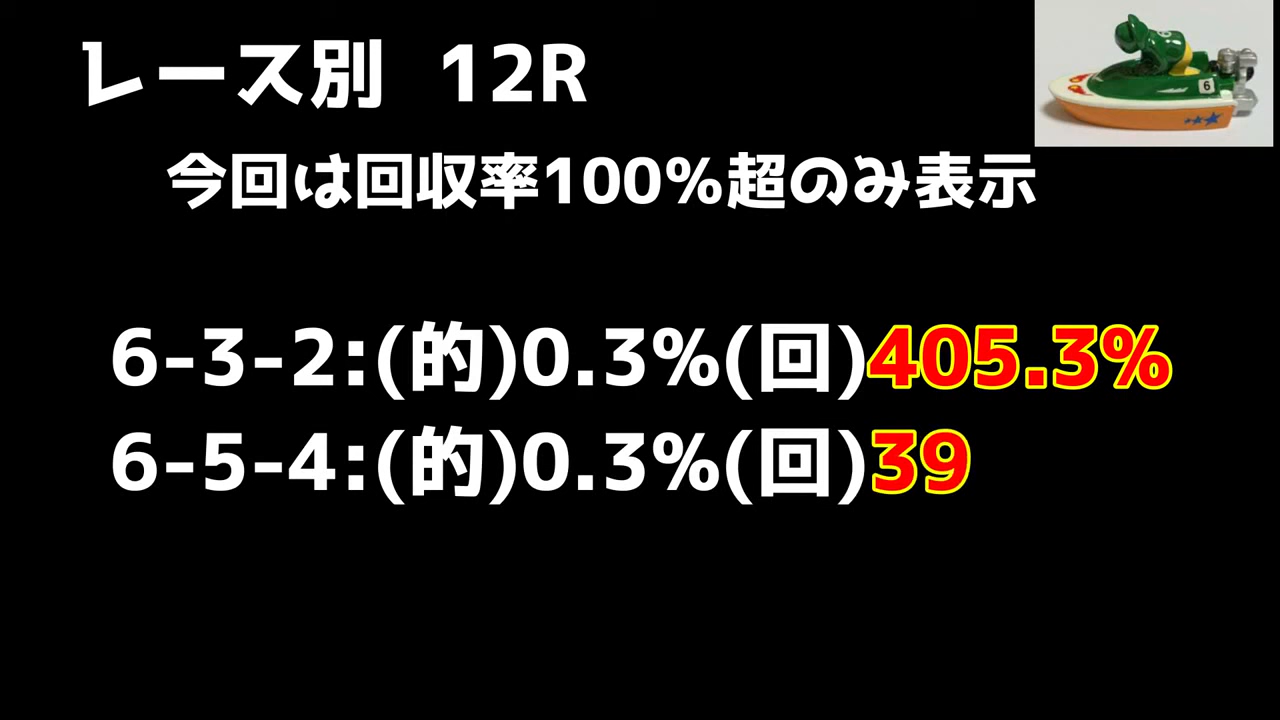 レース別 12R
今回は回収率100%超のみ表示
6-3-2:(的)0.3%(回)405.3%
6-5-4:(的)0.3%(回)39
6